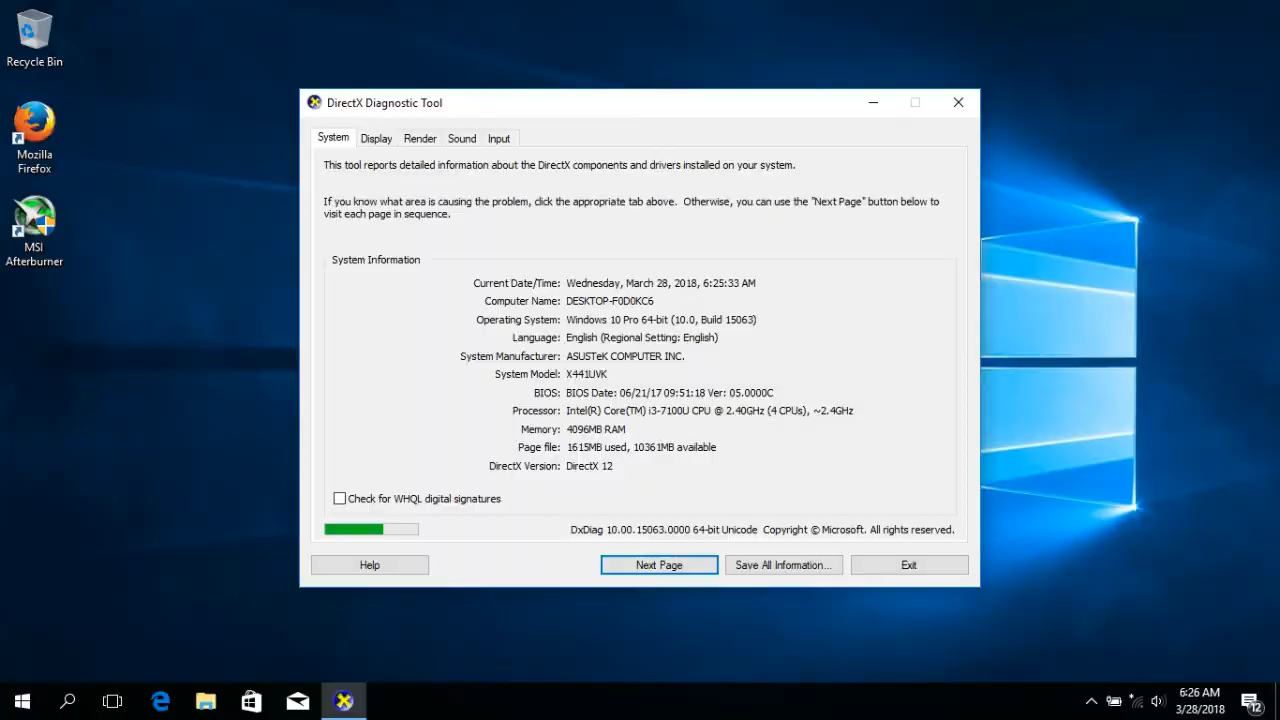 Recycle Bin
Mozilla
Firefox
MSI
Afterburner
DirectX Diagnostic Tool
System Display Render Sound Input
This tool reports detailed information about the DirectX components and drivers installed on your system.
If you know what area is causing the problem, click the appropriate tab above. Otherwise, you can use the "Next Page" button below to
visit each page in sequence.
System Information
Current Date/Time: Wednesday, March 28, 2018, 6:25:33 AM
Computer Name: DESKTOP-F0D0KC6
Operating System: Windows 10 Pro 64-bit (10.0, Build 15063)
Language: English (Regional Setting: English)
System Manufacturer: ASUSTeK COMPUTER INC.
System Model: X441UVK
BIOS: BIOS Date: 06/21/17 09:51:18 Ver: 05.0000C
Processor: Intel(R) Core(TM) i3-7100U CPU @ 2.40GHz (4 CPUs), ~2.4GHz
Memory: 4096MB RAM
Page file: 1615MB used, 10361MB available
DirectX Version: DirectX 12
Check for WHQL digital signatures
DxDiag 10.00.15063.0000 64-bit Unicode Copyright © Microsoft. All rights reserved.
Help Next Page Save All Information... Exit
6:26 AM
3/28/2018
12